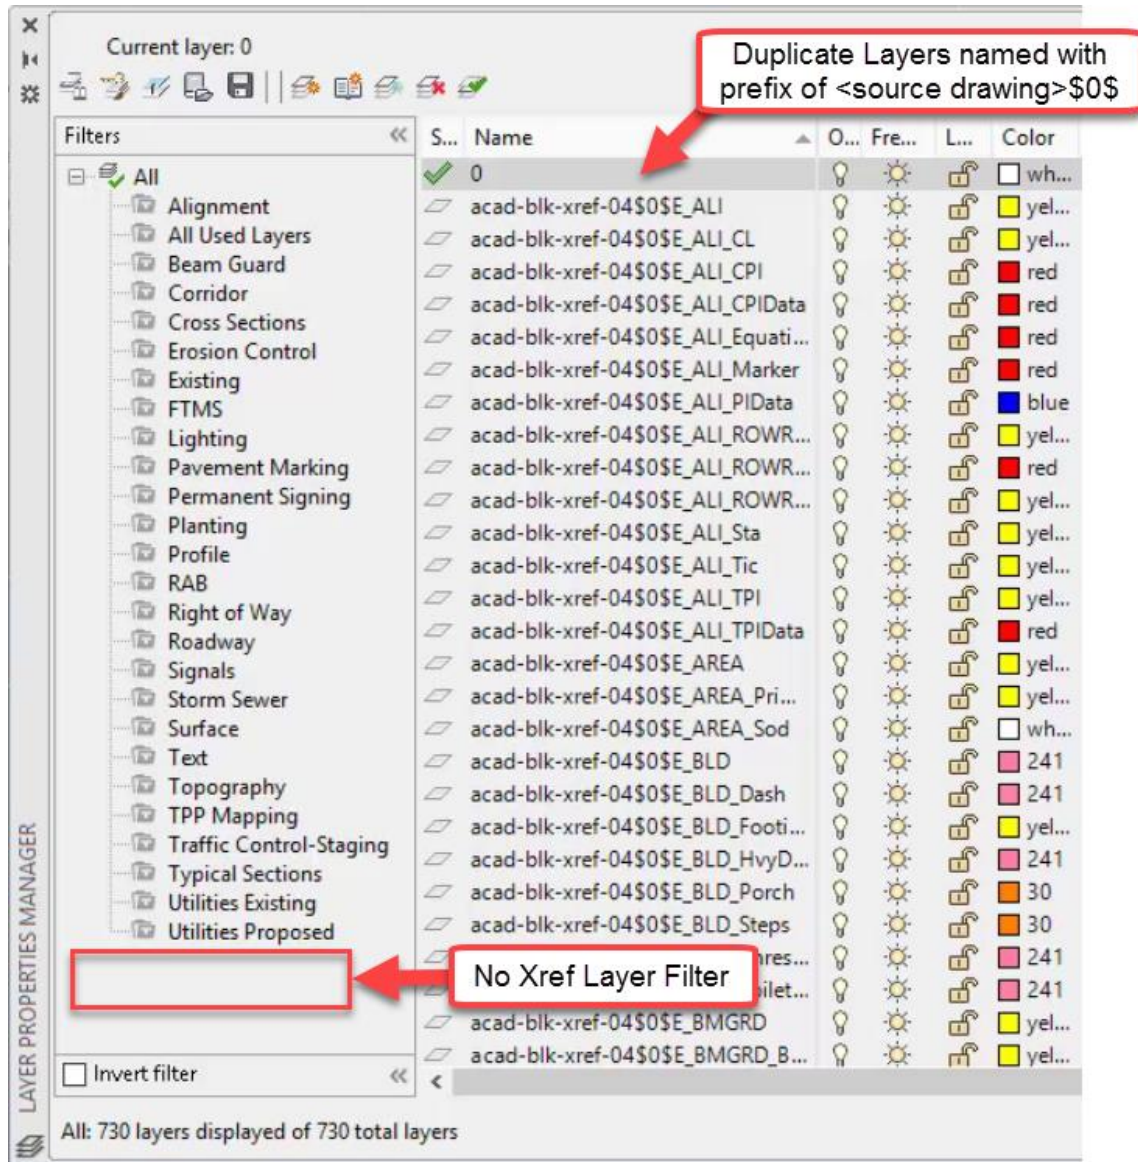 Current layer: 0
Duplicate Layers named with
prefix of <source drawing>$0$
Filters
S... Name O... Fre... L... Color
All
Alignment
All Used Layers
Beam Guard
Corridor
Cross Sections
Erosion Control
Existing
FTMS
Lighting
Pavement Marking
Permanent Signing
Planting
Profile
RAB
Right of Way
Roadway
Signals
Storm Sewer
Surface
Text
Topography
TPP Mapping
Traffic Control-Staging
Typical Sections
Utilities Existing
Utilities Proposed
0 wh...
acad-blk-xref-04$0$E_ALI yel...
acad-blk-xref-04$0$E_ALI_CL yel...
acad-blk-xref-04$0$E_ALI_CPI red
acad-blk-xref-04$0$E_ALI_CPIData red
acad-blk-xref-04$0$E_ALI_Equati... red
acad-blk-xref-04$0$E_ALI_Marker red
acad-blk-xref-04$0$E_ALI_PIData blue
acad-blk-xref-04$0$E_ALI_ROWR... yel...
acad-blk-xref-04$0$E_ALI_ROWR... red
acad-blk-xref-04$0$E_ALI_ROWR... yel...
acad-blk-xref-04$0$E_ALI_Sta yel...
acad-blk-xref-04$0$E_ALI_Tic yel...
acad-blk-xref-04$0$E_ALI_TPI yel...
acad-blk-xref-04$0$E_ALI_TPIData red
acad-blk-xref-04$0$E_AREA yel...
acad-blk-xref-04$0$E_AREA_Pri... yel...
acad-blk-xref-04$0$E_AREA_Sod wh...
acad-blk-xref-04$0$E_BLD 241
acad-blk-xref-04$0$E_BLD_Dash 241
acad-blk-xref-04$0$E_BLD_Footi... yel...
acad-blk-xref-04$0$E_BLD_HvyD... 241
acad-blk-xref-04$0$E_BLD_Porch 30
acad-blk-xref-04$0$E_BLD_Steps 30
hres... 241
oilet... 241
No Xref Layer Filter
acad-blk-xref-04$0$E_BMGRD yel...
acad-blk-xref-04$0$E_BMGRD_B... yel...
Invert filter
LAYER PROPERTIES MANAGER
All: 730 layers displayed of 730 total layers